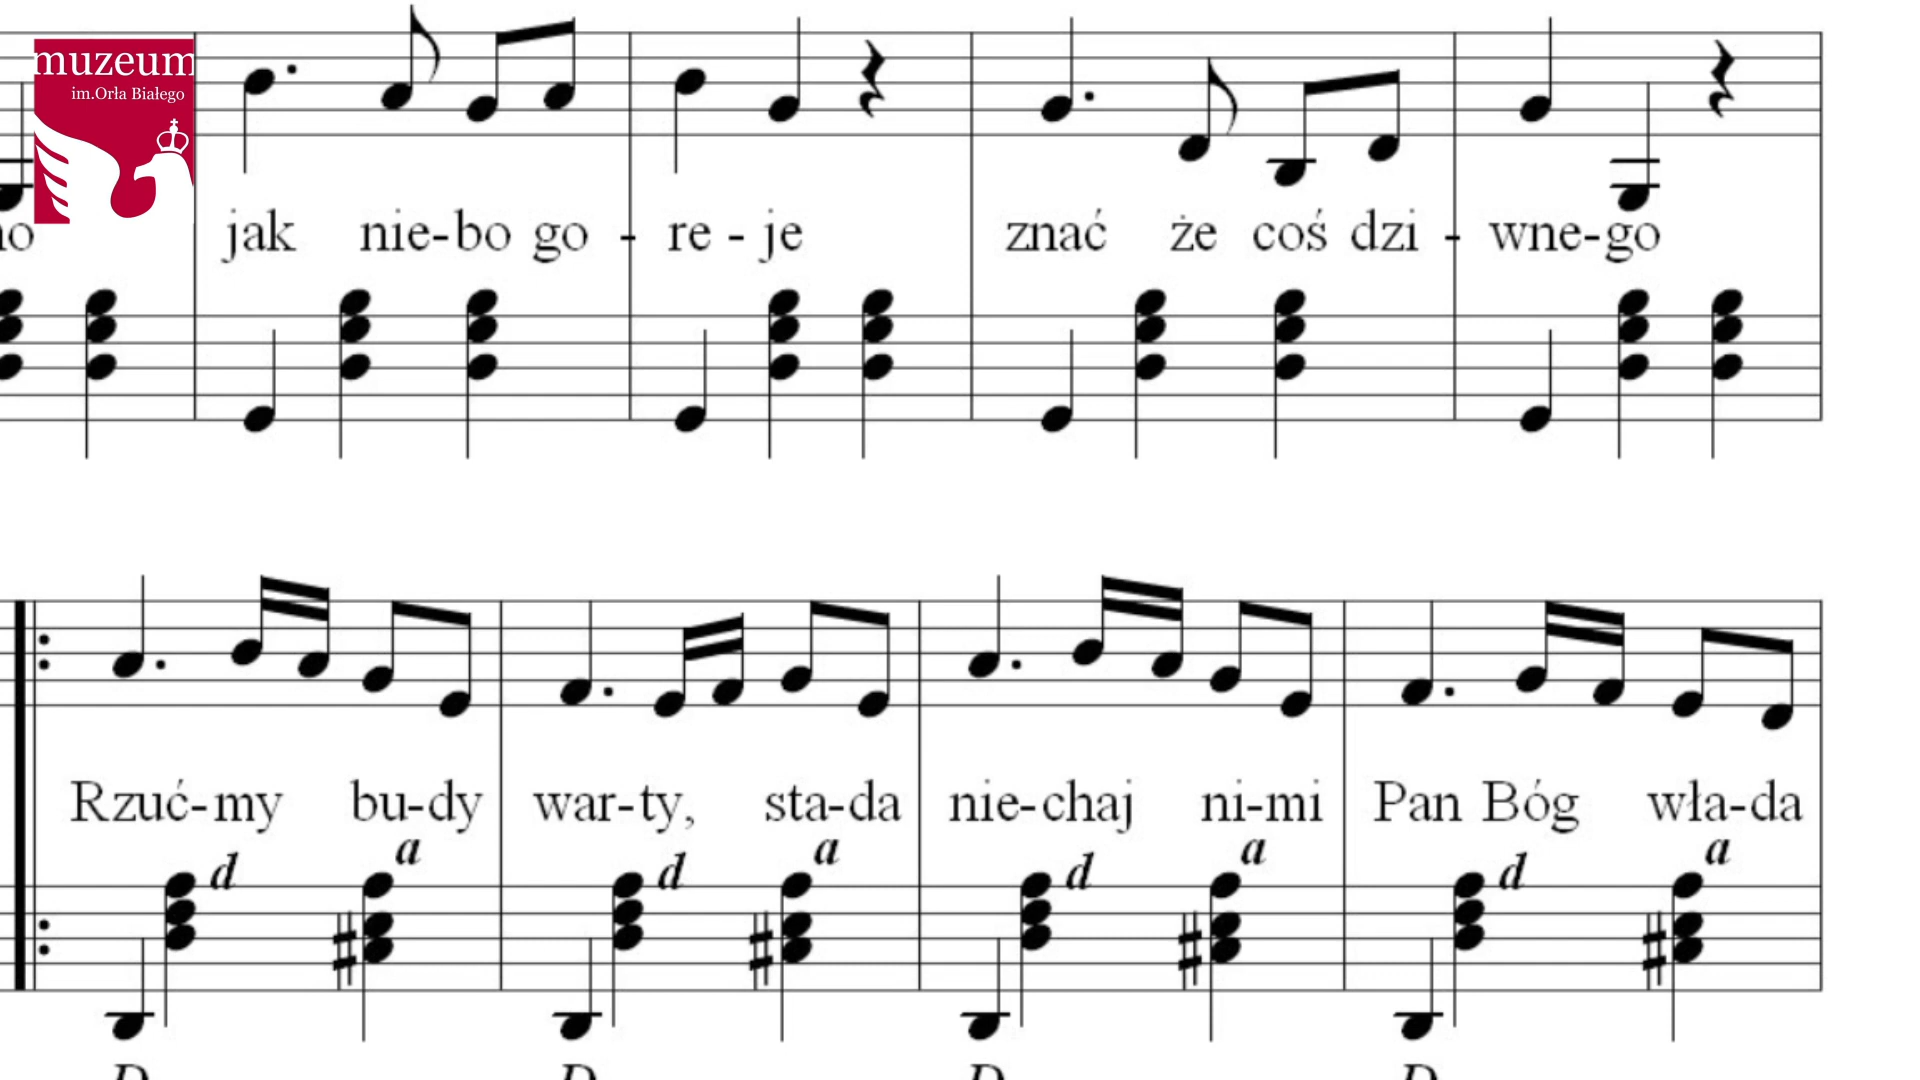 muzeum
im.Orła Białego
jak nie-bo go - re - je znać że coś dzi - wne-go
Rzuć-my bu-dy war-ty, sta-da nie-chaj ni-mi Pan Bóg wła-da
d a d a d a d a
D D D D